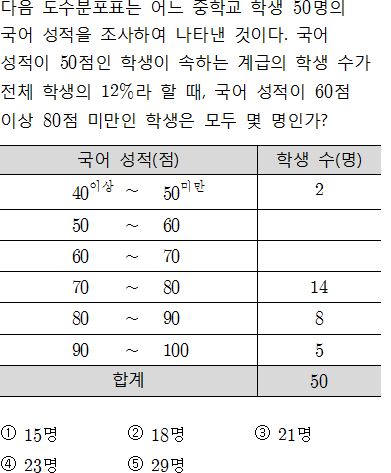 다음 도수분포표는 어느 중학교 학생 50명의
국어 성적을 조사하여 나타낸 것이다. 국어
성적이 50점인 학생이 속하는 계급의 학생 수가
전체 학생의 12%라 할 때, 국어 성적이 60점
이상 80점 미만인 학생은 모두 몇 명인가?
국어 성적(점) 학생 수(명)
40이상 ~ 50미만 2
50 ~ 60
60 ~ 70
70 ~ 80 14
80 ~ 90 8
90 ~ 100 5
합계 50
① 15명 ② 18명 ③ 21명
④ 23명 ⑤ 29명